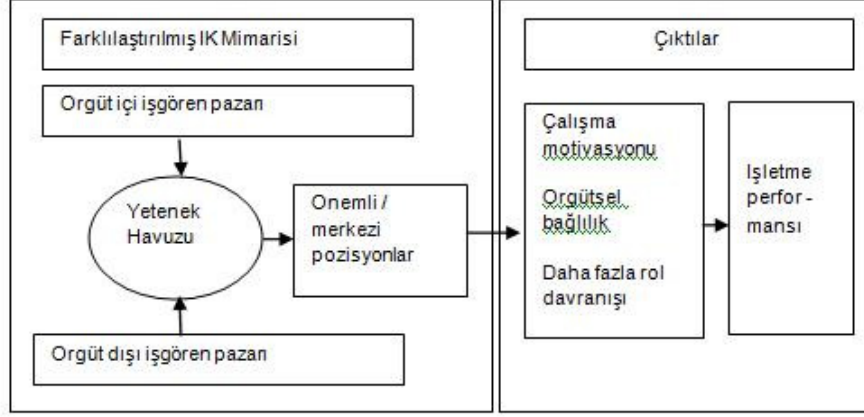 Farklılaştırılmış IK Mimarisi
Orgüt içi işgören pazarı
Yetenek
Havuzu
Onemli /
merkezi
pozisyonlar
Orgüt dışı işgören pazarı
Çıktılar
Çalışma
motivasyonu
Orgütsel
bağlılık
Daha fazla rol
davranışı
Işletme
perfor -
mansı